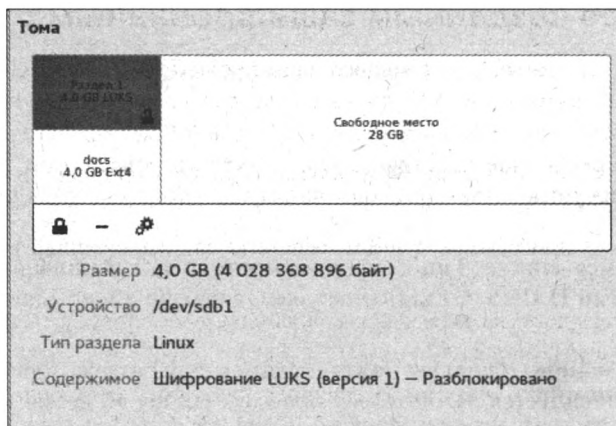 Тома
Раздел 1
4,0 GB LUKS
Свободное место
28 GB
docs
4,0 GB Ext4
Размер 4,0 GB (4 028 368 896 байт)
Устройство /dev/sdb1
Тип раздела Linux
Содержимое Шифрование LUKS (версия 1) — Разблокировано